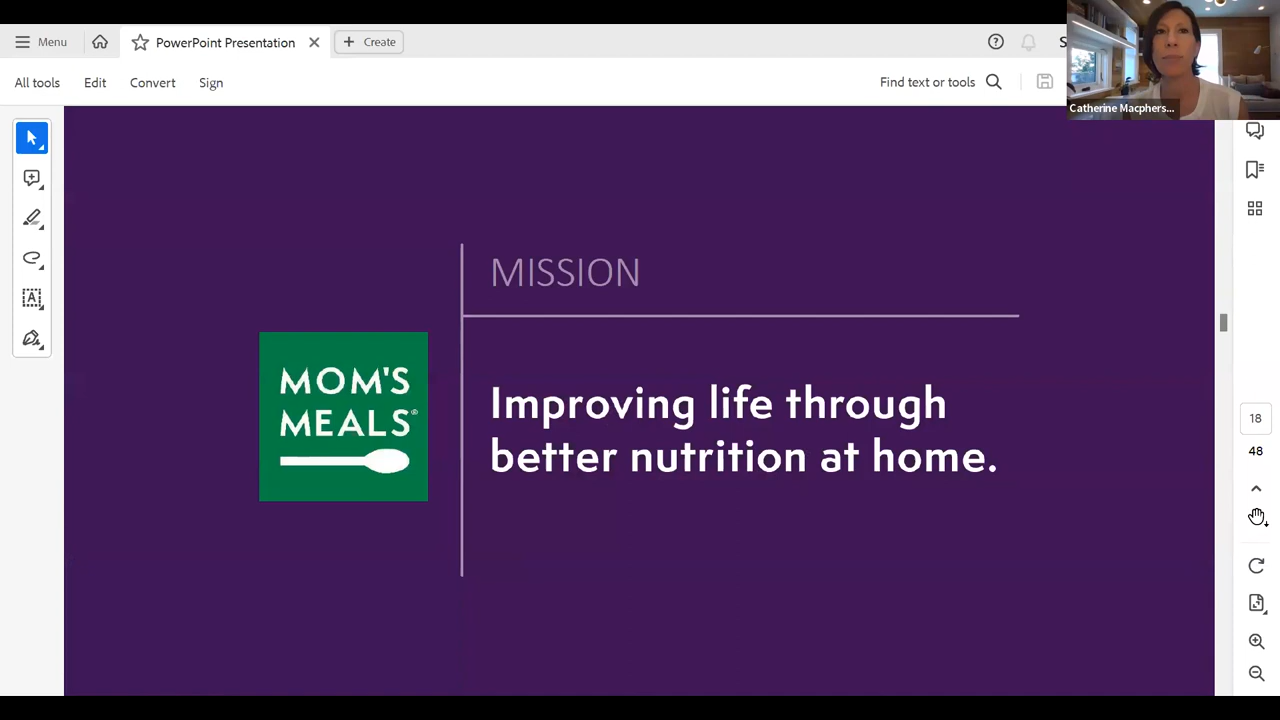 Menu
PowerPoint Presentation
Create
All tools
Edit
Convert
Sign
Find text or tools
Catherine Macphers...
MISSION
MOM'S
MEALS®
Improving life through
better nutrition at home.
18
48